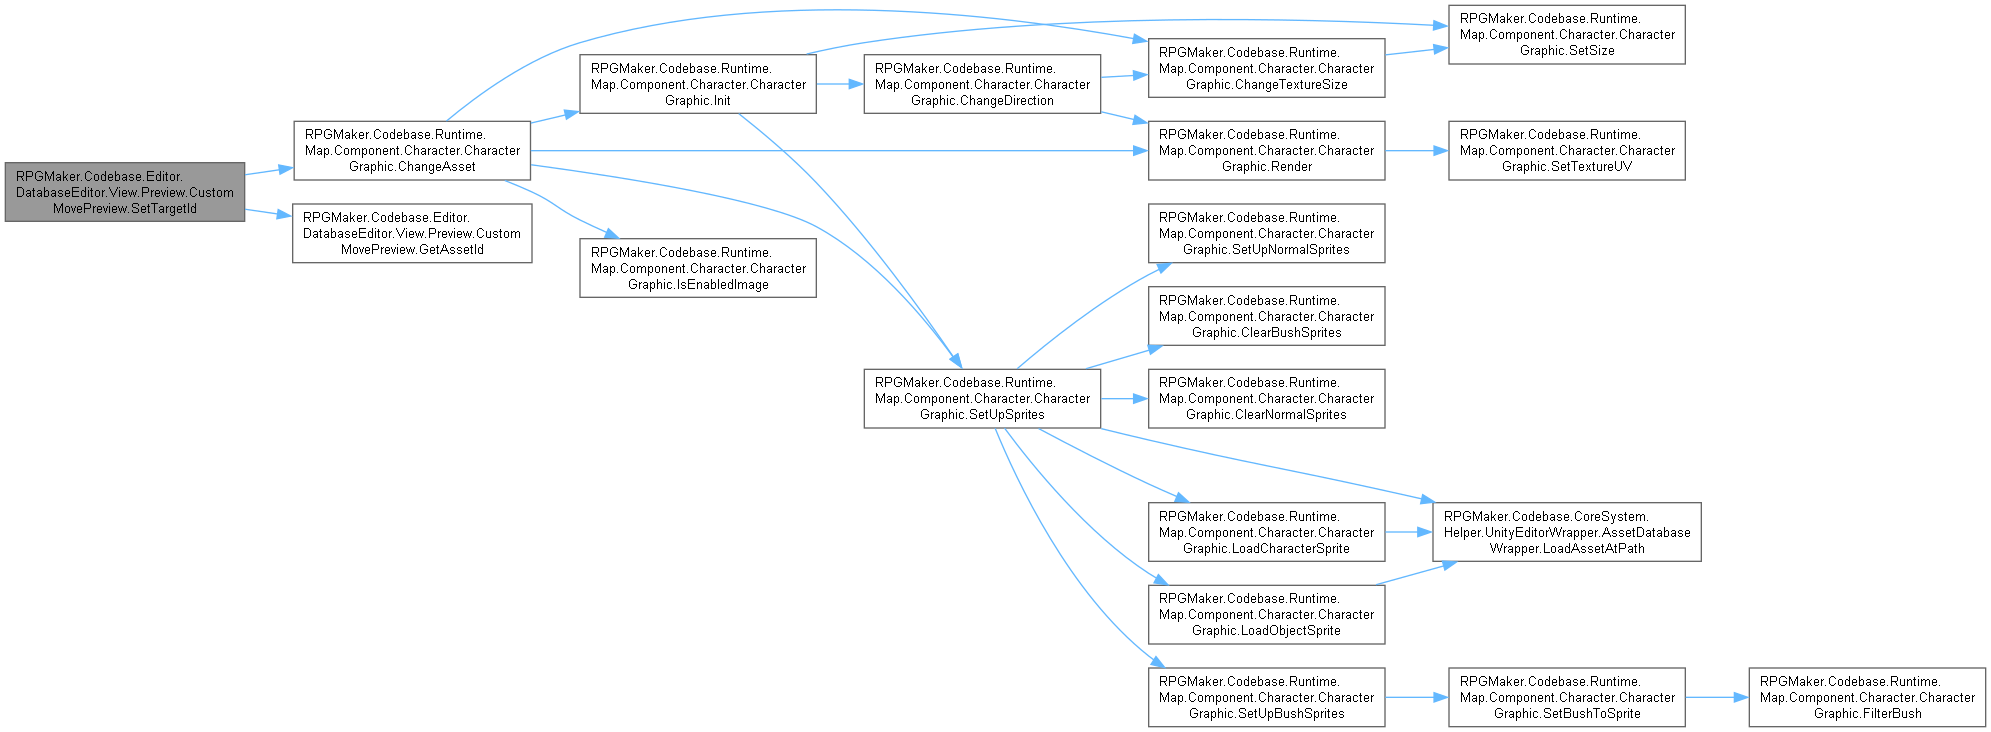 RPGMaker.Codebase.Editor.
DatabaseEditor.View.Preview.Custom
MovePreview.SetTargetId
RPGMaker.Codebase.Runtime.
Map.Component.Character.Character
Graphic.ChangeAsset
RPGMaker.Codebase.Editor.
DatabaseEditor.View.Preview.Custom
MovePreview.GetAssetId
RPGMaker.Codebase.Runtime.
Map.Component.Character.Character
Graphic.Init
RPGMaker.Codebase.Runtime.
Map.Component.Character.Character
Graphic.IsEnabledImage
RPGMaker.Codebase.Runtime.
Map.Component.Character.Character
Graphic.ChangeDirection
RPGMaker.Codebase.Runtime.
Map.Component.Character.Character
Graphic.SetUpSprites
RPGMaker.Codebase.Runtime.
Map.Component.Character.Character
Graphic.ChangeTextureSize
RPGMaker.Codebase.Runtime.
Map.Component.Character.Character
Graphic.Render
RPGMaker.Codebase.Runtime.
Map.Component.Character.Character
Graphic.SetUpNormalSprites
RPGMaker.Codebase.Runtime.
Map.Component.Character.Character
Graphic.ClearBushSprites
RPGMaker.Codebase.Runtime.
Map.Component.Character.Character
Graphic.ClearNormalSprites
RPGMaker.Codebase.Runtime.
Map.Component.Character.Character
Graphic.LoadCharacterSprite
RPGMaker.Codebase.Runtime.
Map.Component.Character.Character
Graphic.LoadObjectSprite
RPGMaker.Codebase.Runtime.
Map.Component.Character.Character
Graphic.SetUpBushSprites
RPGMaker.Codebase.Runtime.
Map.Component.Character.Character
Graphic.SetSize
RPGMaker.Codebase.Runtime.
Map.Component.Character.Character
Graphic.SetTextureUV
RPGMaker.Codebase.CoreSystem.
Helper.UnityEditorWrapper.AssetDatabase
Wrapper.LoadAssetAtPath
RPGMaker.Codebase.Runtime.
Map.Component.Character.Character
Graphic.SetBushToSprite
RPGMaker.Codebase.Runtime.
Map.Component.Character.Character
Graphic.FilterBush